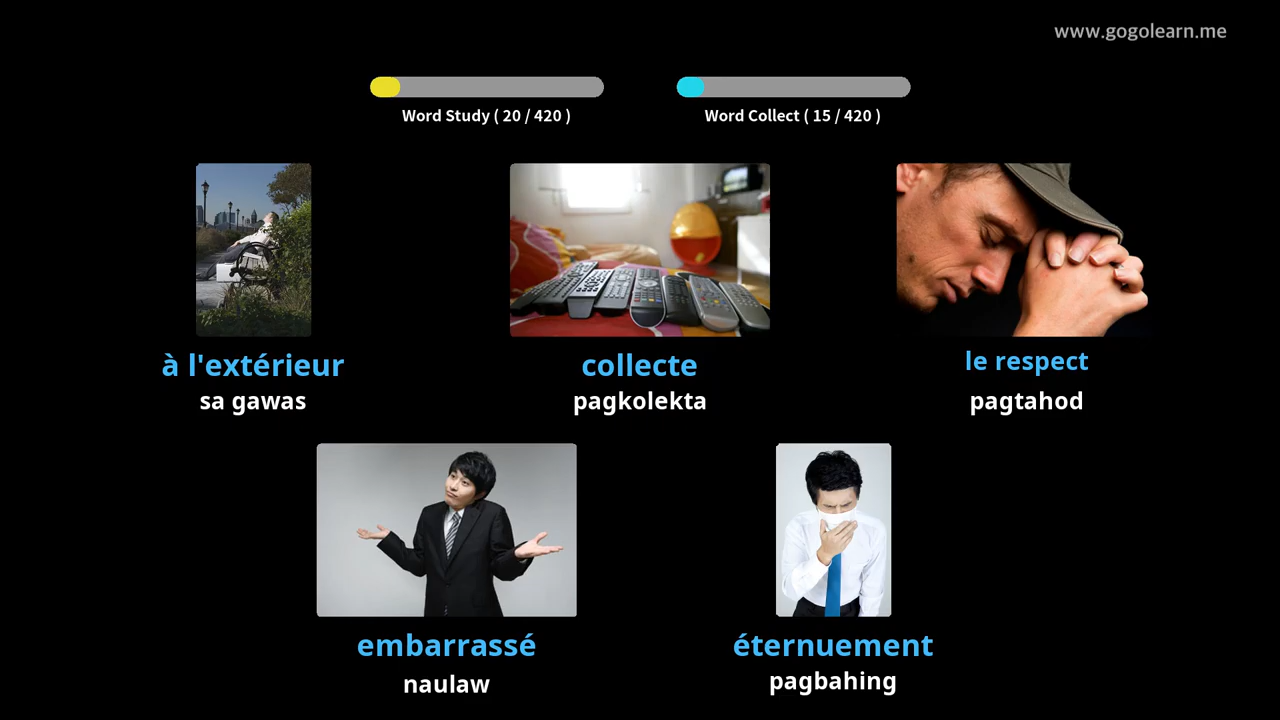 www.gogolearn.me
Word Study ( 20 / 420 )
Word Collect ( 15 / 420 )
à l'extérieur
sa gawas
collecte
pagkolekta
le respect
pagtahod
embarrassé
naulaw
éternuement
pagbahing